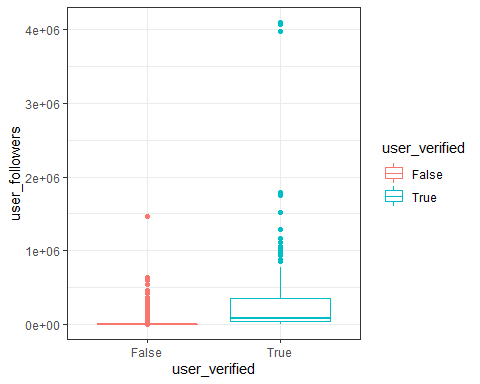 4e+06
3e+06
2e+06
1e+06
0e+00
user_followers
False
True
user_verified
user_verified
False
True